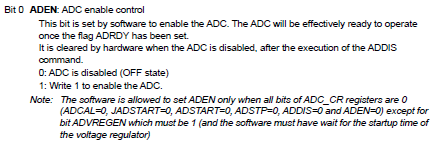 Bit 0 ADEN: ADC enable control
This bit is set by software to enable the ADC. The ADC will be effectively ready to operate
once the flag ADRDY has been set.
It is cleared by hardware when the ADC is disabled, after the execution of the ADDIS
command.
0: ADC is disabled (OFF state)
1: Write 1 to enable the ADC.
Note: The software is allowed to set ADEN only when all bits of ADC_CR registers are 0
(ADCAL=0, JADSTART=0, ADSTART=0, ADSTP=0, ADDIS=0 and ADEN=0) except for
bit ADVREGEN which must be 1 (and the software must have wait for the startup time of
the voltage regulator)